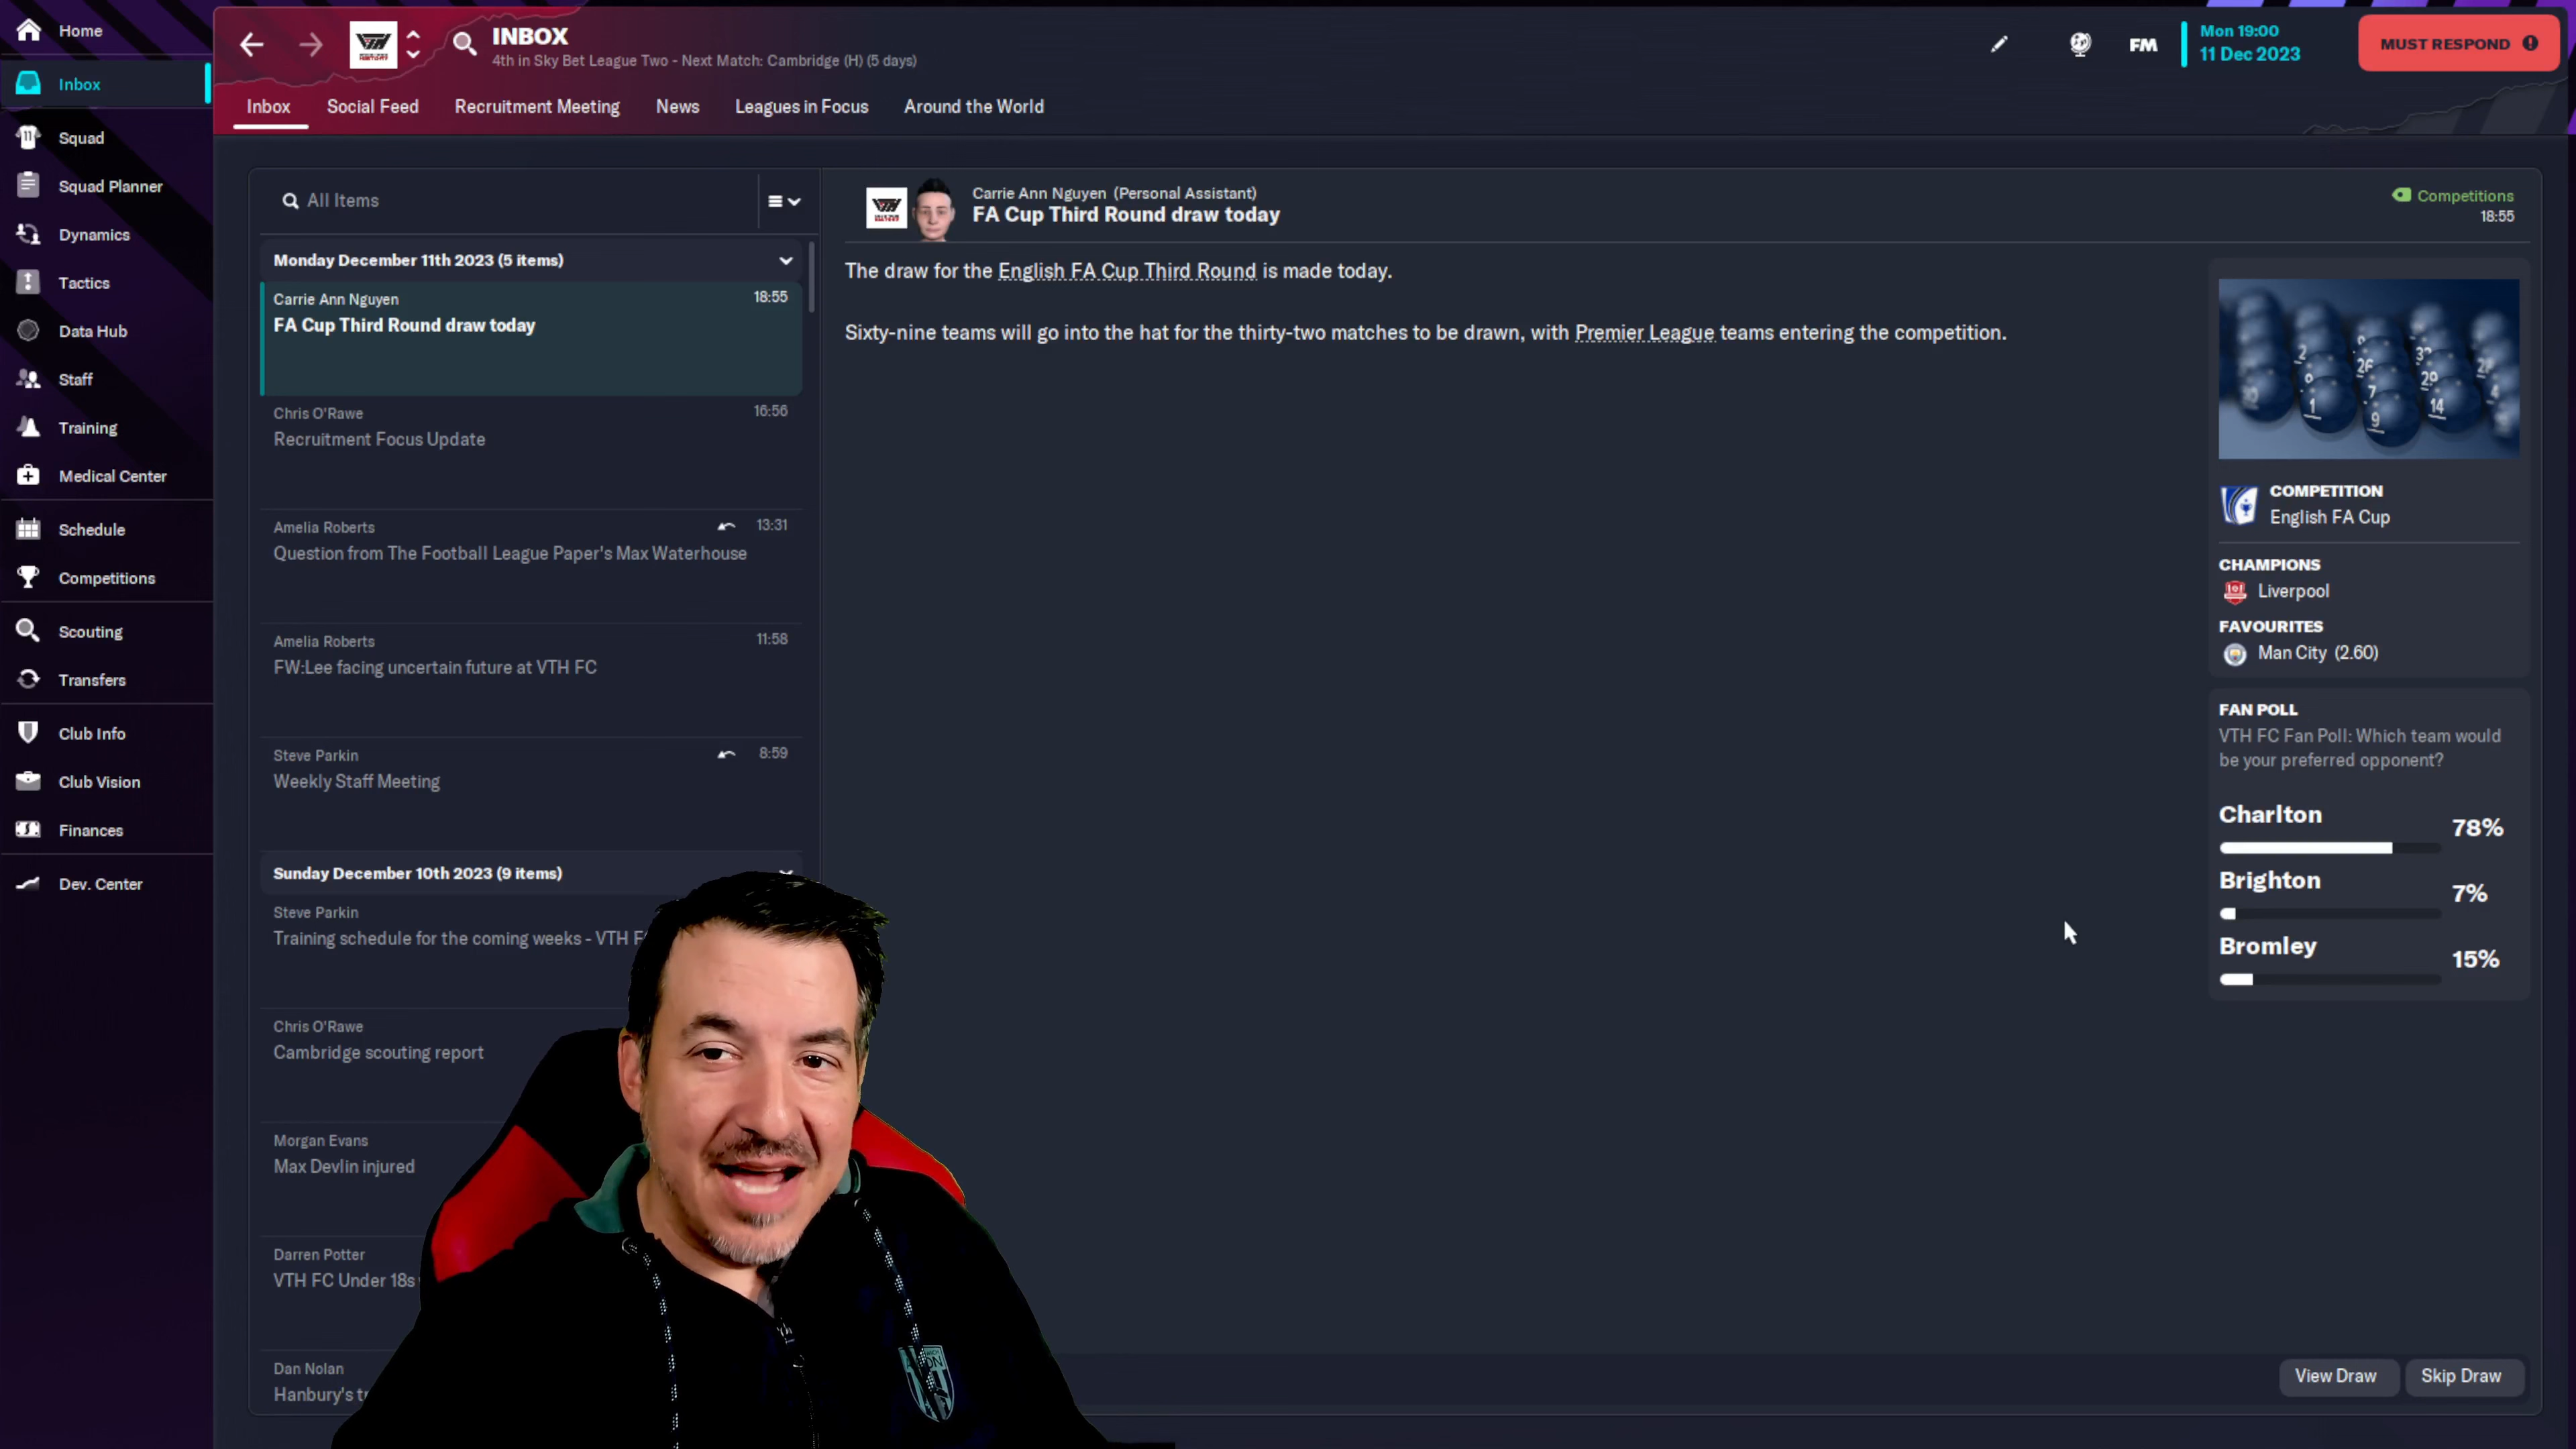 Home
Inbox
Squad
Squad Planner
Dynamics
Tactics
Data Hub
Staff
Training
Medical Center
Schedule
Competitions
Scouting
Transfers
Club Info
Club Vision
Finances
Dev. Center
INBOX
4th in Sky Bet League Two - Next Match: Cambridge (H) (5 days)
FM
Mon 19:00
11 Dec 2023
MUST RESPOND
Inbox Social Feed Recruitment Meeting News Leagues in Focus Around the World
All Items
Monday December 11th 2023 (5 items)
Carrie Ann Nguyen 18:55
FA Cup Third Round draw today
Chris O'Rawe 16:56
Recruitment Focus Update
Amelia Roberts 13:31
Question from The Football League Paper's Max Waterhouse
Amelia Roberts 11:58
FW:Lee facing uncertain future at VTH FC
Steve Parkin 8:59
Weekly Staff Meeting
Sunday December 10th 2023 (9 items)
Steve Parkin
Training schedule for the coming weeks - VTH F
Chris O'Rawe
Cambridge scouting report
Morgan Evans
Max Devlin injured
Darren Potter
VTH FC Under 18s
Dan Nolan
Hanbury's tr
Carrie Ann Nguyen (Personal Assistant)
FA Cup Third Round draw today
Competitions
18:55
The draw for the English FA Cup Third Round is made today.
Sixty-nine teams will go into the hat for the thirty-two matches to be drawn, with Premier League teams entering the competition.
2 26 29 1 7 9 14 4
COMPETITION
English FA Cup
CHAMPIONS
Liverpool
FAVOURITES
Man City (2.60)
FAN POLL
VTH FC Fan Poll: Which team would
be your preferred opponent?
Charlton 78%
Brighton 7%
Bromley 15%
View Draw Skip Draw